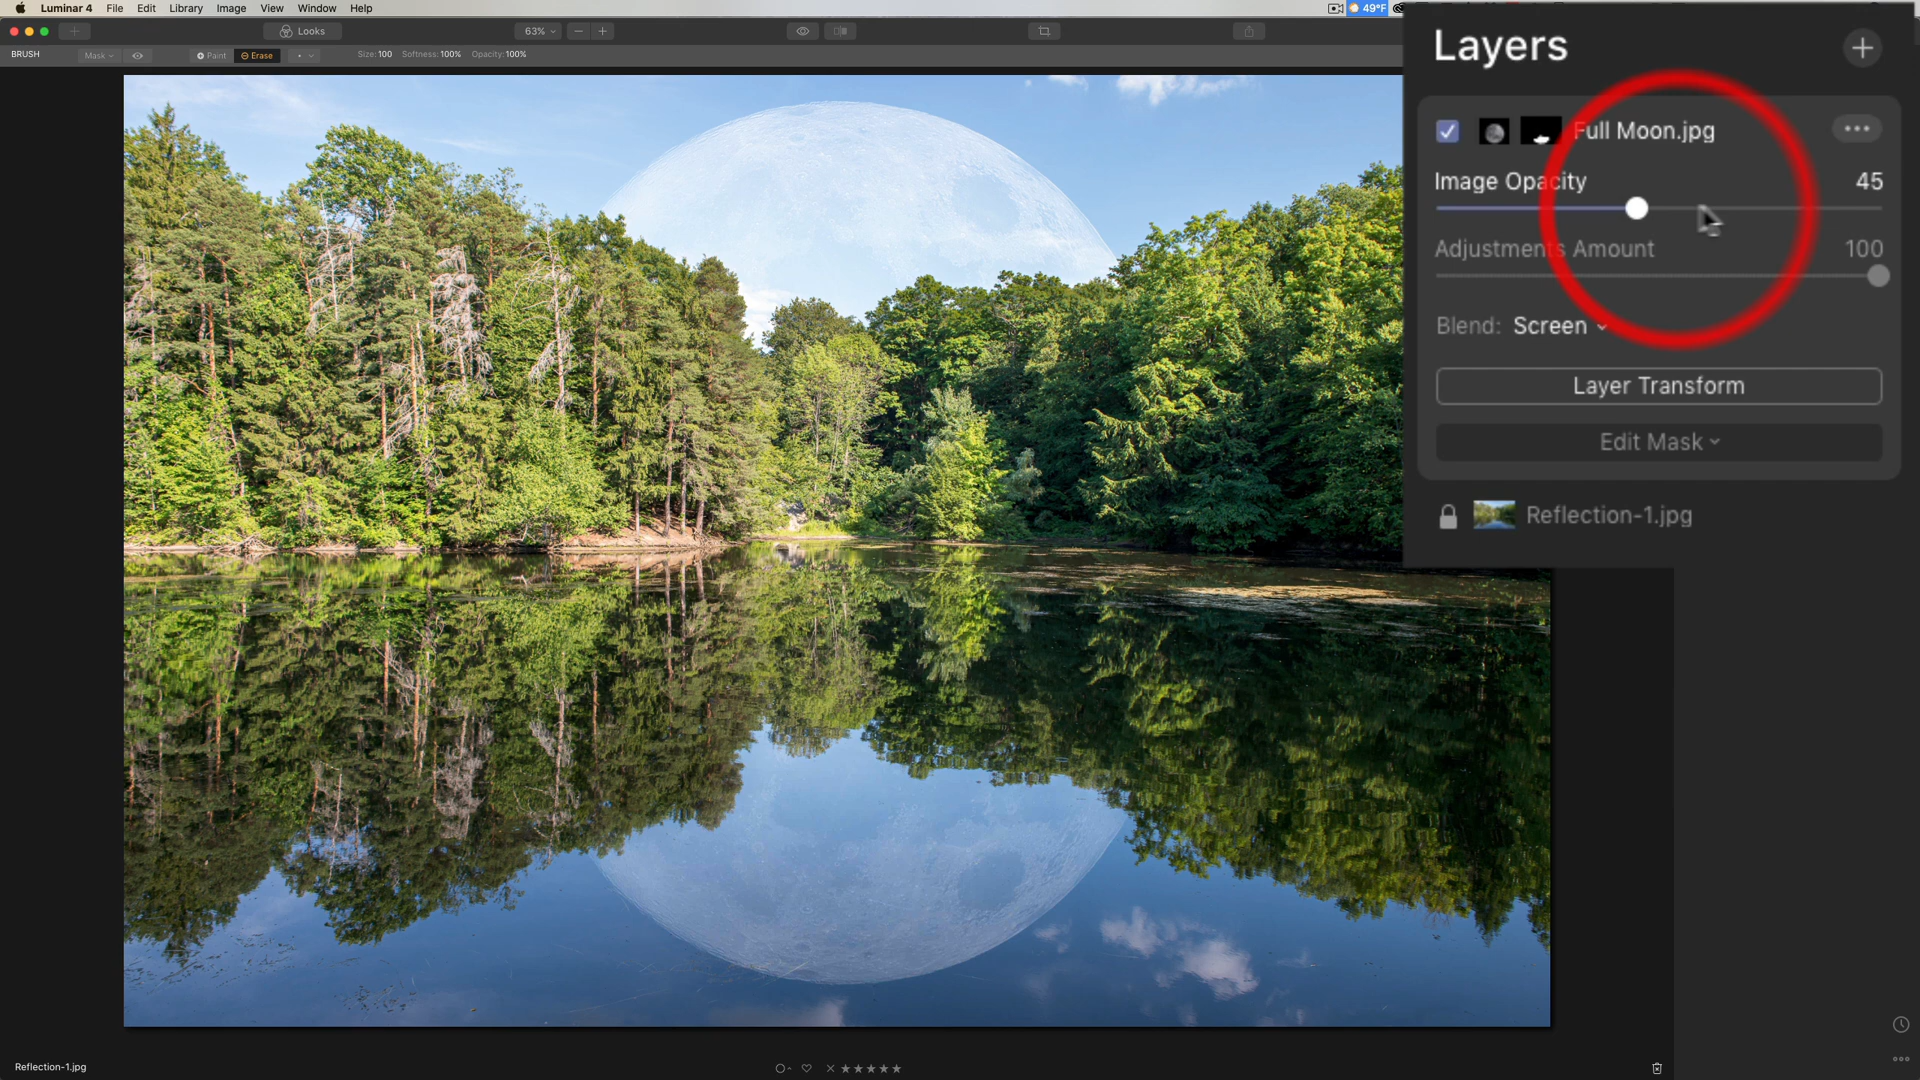 Luminar 4 File Edit Library Image View Window Help 49°F
Looks 63%
BRUSH Mask Paint Erase Size: 100 Softness: 100% Opacity: 100%
Layers
Full Moon.jpg
Image Opacity 45
Adjustments Amount 100
Blend: Screen
Layer Transform
Edit Mask
Reflection-1.jpg
Reflection-1.jpg